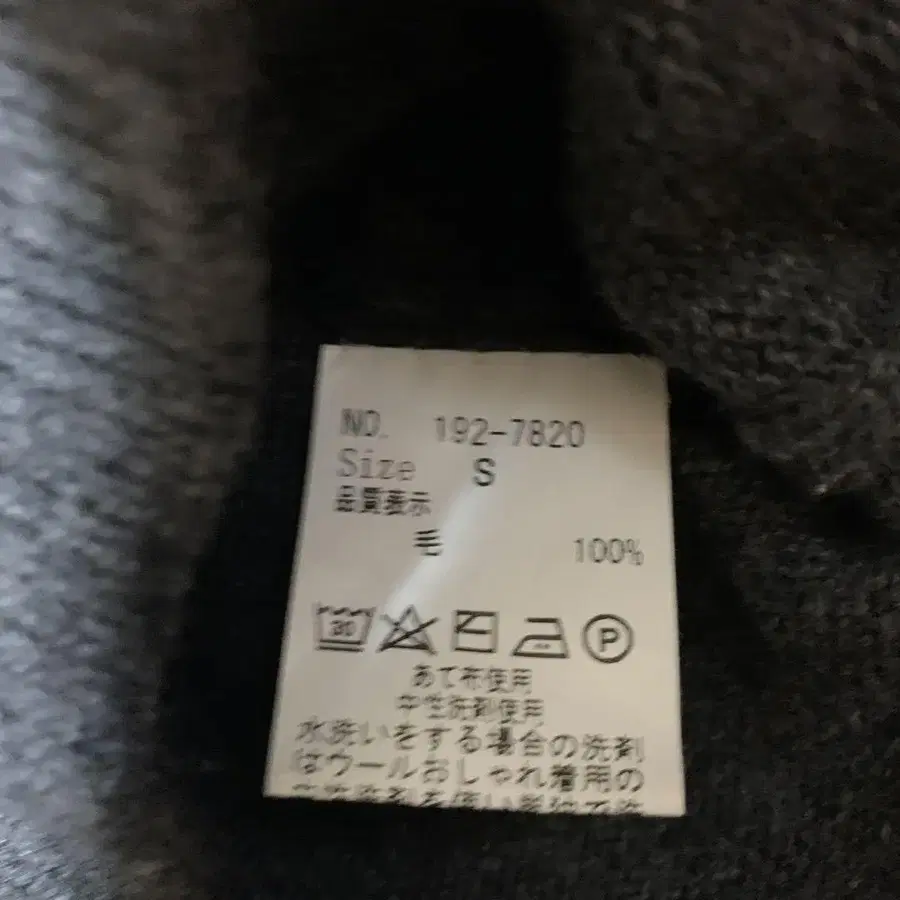 NO. 192-7820
Size S
品質表示
毛 100%
30 P
あて布使用
中性洗剤使用
水洗いをする場合の洗剤
はウールおしゃれ着用の